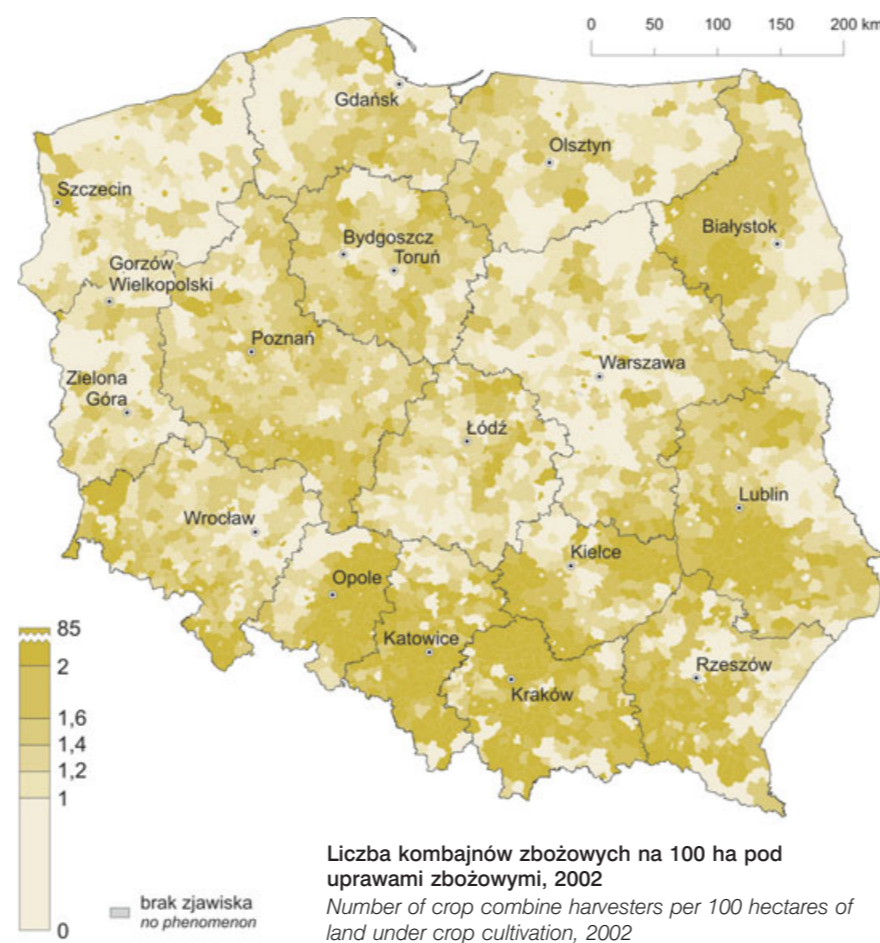 0 50 100 150 200 km
Gdańsk
Olsztyn
Szczecin
Białystok
Bydgoszcz
Toruń
Gorzów
Wielkopolski
Poznań
Warszawa
Zielona
Góra
Łódź
Lublin
Wrocław
Kielce
Opole
Katowice
Rzeszów
Kraków
85
2
1,6
1,4
1,2
1
0
brak zjawiska
no phenomenon
Liczba kombajnów zbożowych na 100 ha pod
uprawami zbożowymi, 2002
Number of crop combine harvesters per 100 hectares of
land under crop cultivation, 2002